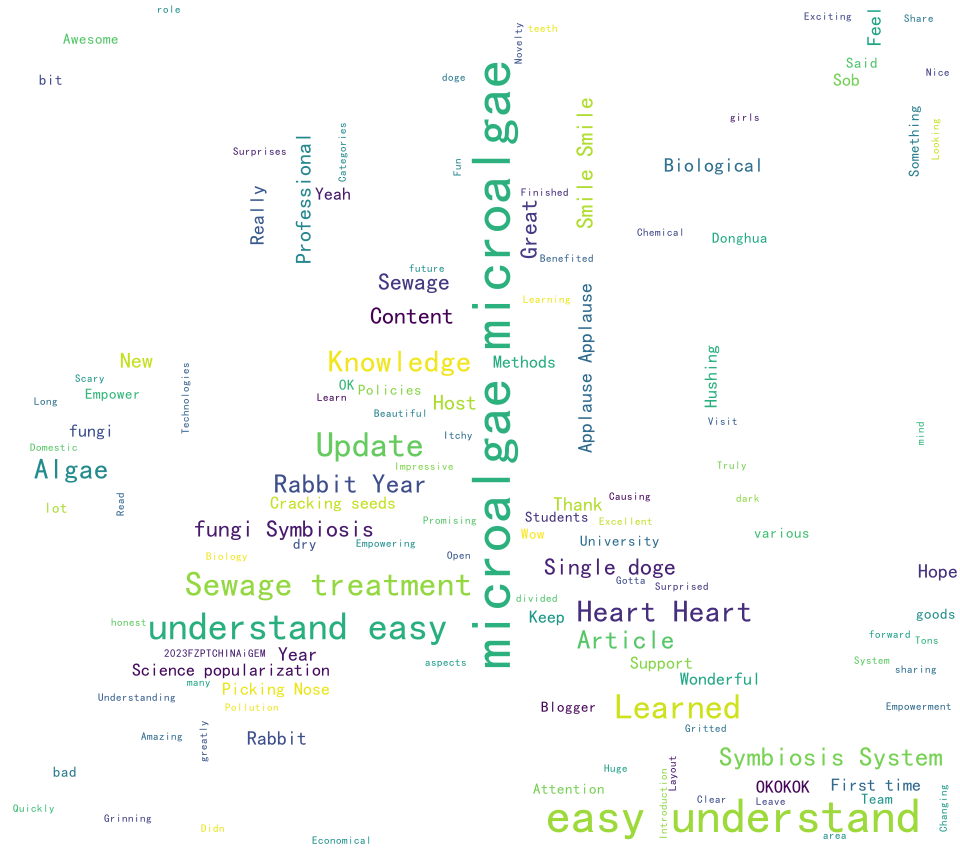 role
Exciting
Share
Feel
Novelty
teeth
Awesome
Said
Nice
bit
doge
Sob
microalgae microalgae
Smile Smile
girls
Something
Looking
Surprises
Professional
Categories
Fun
Biological
Really
Yeah
Finished
Great
Chemical
Donghua
Benefited
future
Sewage
Learning
Applause Applause
Content
New
Knowledge
Methods
Hushing
Scary
Empower
Technologies
OK
Policies
Learn
Host
Long
Beautiful
Visit
fungi
Itchy
mind
Domestic
Update
Algae
Impressive
Truly
Rabbit Year
lot
Read
Cracking seeds
Thank
Causing
dark
fungi Symbiosis
Promising
Students
Excellent
Wow
various
dry
Empowering
University
Biology
Open
Single doge
Hope
Sewage treatment
Gotta
Surprised
divided
Heart Heart
Keep
goods
honest
understand easy
Article
forward
Tons
2023FZPTCHINAiGEM
Year
Science popularization
aspects
Support
System
sharing
many
Picking Nose
Wonderful
Understanding
Pollution
Blogger
Learned
Empowerment
Amazing
greatly
Rabbit
Gritted
Symbiosis System
bad
Huge
Layout
Attention
OKOKOK
First time
Introduction
Clear
Leave
Team
Changing
Quickly
Grinning
Didn
easy understand
Economical
area